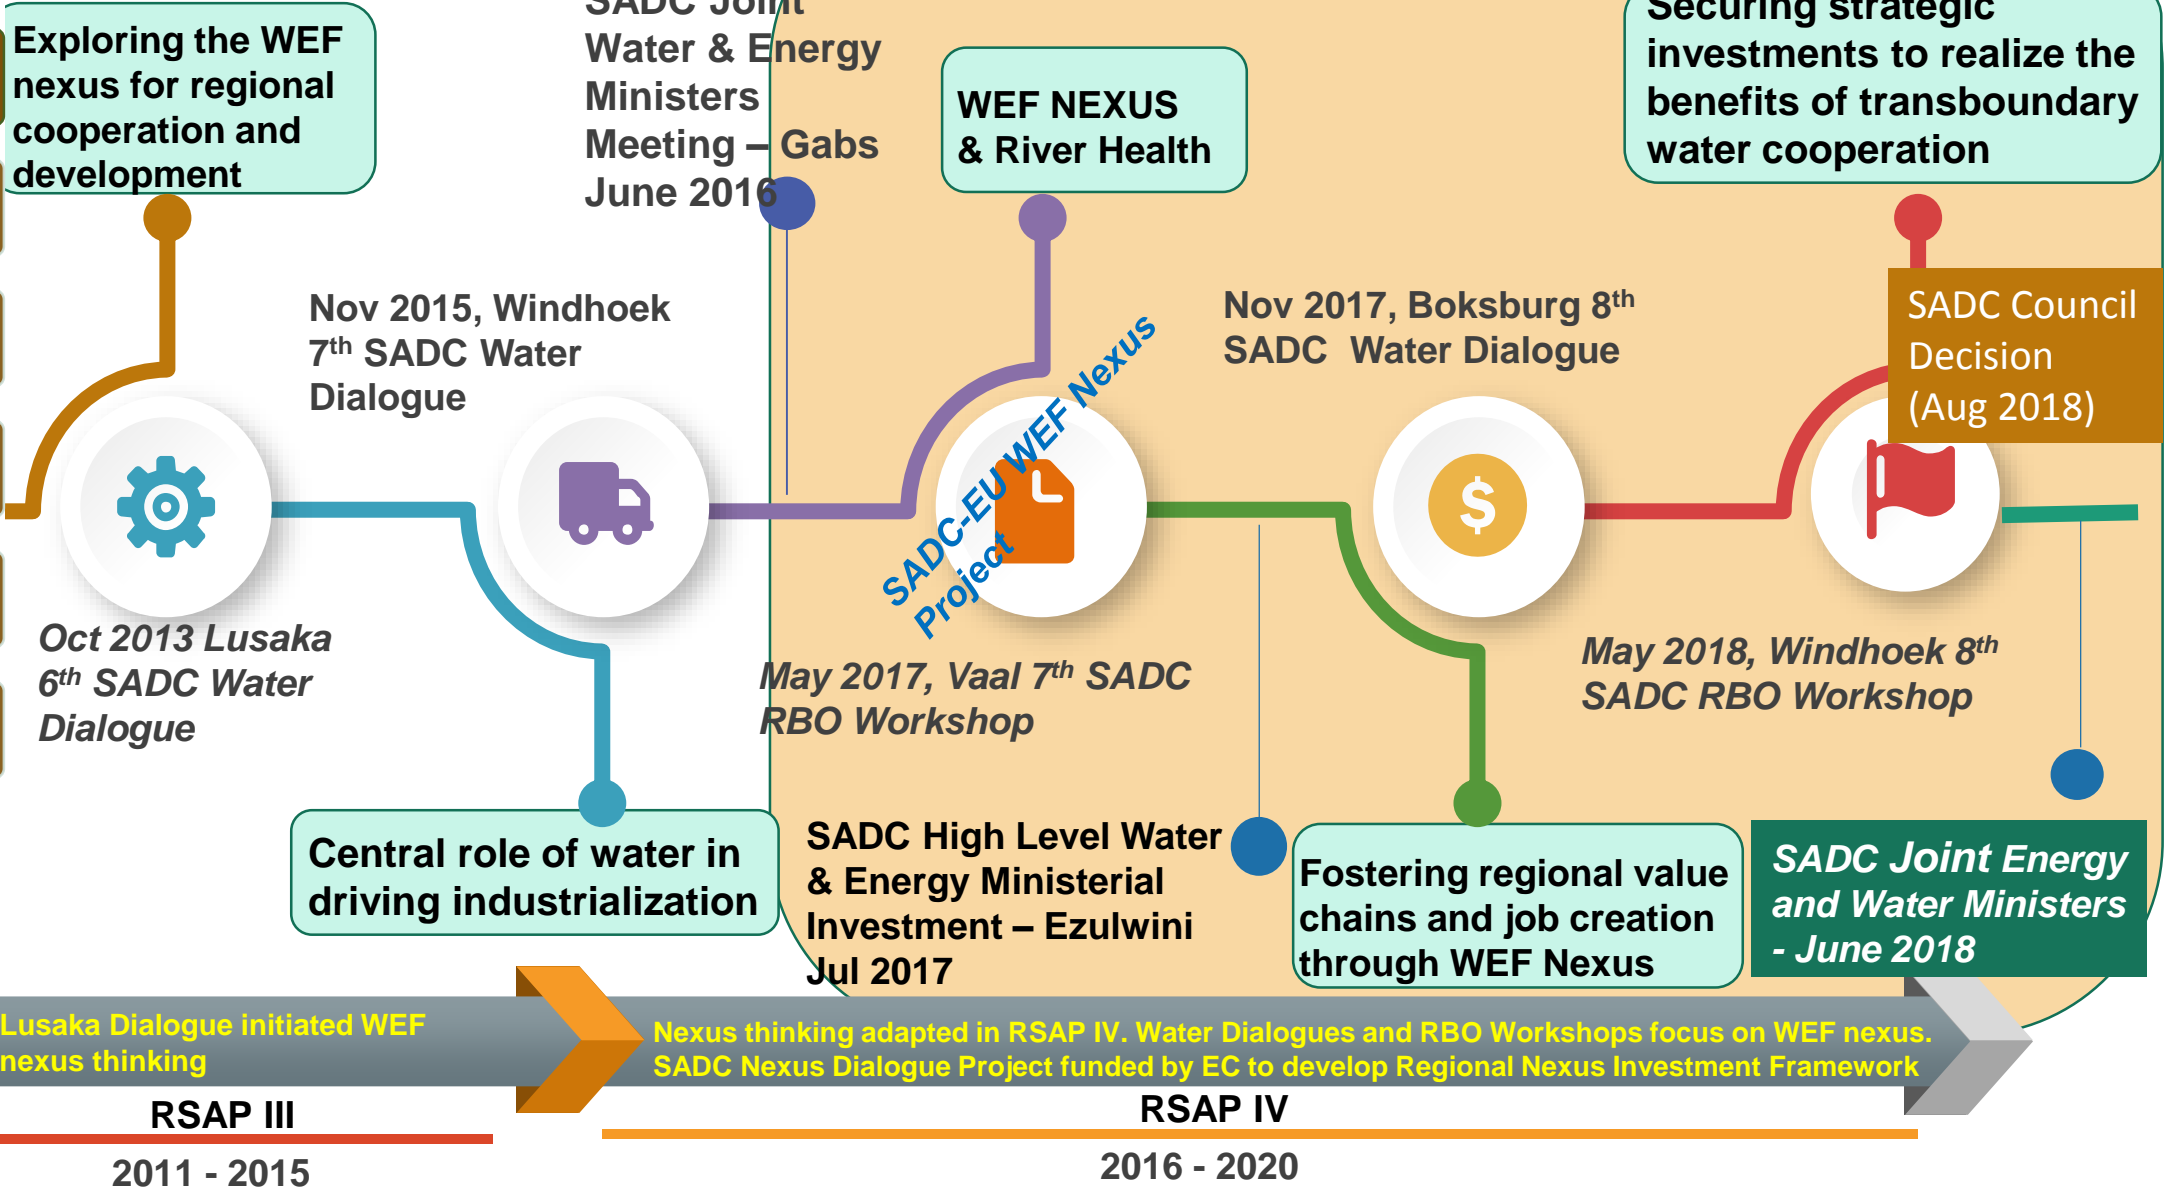 Exploring the WEF
nexus for regional
cooperation and
development
SADC Joint
Water & Energy
Ministers
Meeting – Gabs
June 2016
WEF NEXUS
& River Health
Securing strategic
investments to realize the
benefits of transboundary
water cooperation
Nov 2015, Windhoek
7th SADC Water
Dialogue
SADC-EU WEF Nexus
Project
Nov 2017, Boksburg 8th
SADC Water Dialogue
SADC Council
Decision
(Aug 2018)
$
Oct 2013 Lusaka
6th SADC Water
Dialogue
May 2017, Vaal 7th SADC
RBO Workshop
May 2018, Windhoek 8th
SADC RBO Workshop
Central role of water in
driving industrialization
SADC High Level Water
& Energy Ministerial
Investment – Ezulwini
Jul 2017
Fostering regional value
chains and job creation
through WEF Nexus
SADC Joint Energy
and Water Ministers
- June 2018
Lusaka Dialogue initiated WEF
nexus thinking
Nexus thinking adapted in RSAP IV. Water Dialogues and RBO Workshops focus on WEF nexus.
SADC Nexus Dialogue Project funded by EC to develop Regional Nexus Investment Framework
RSAP III
RSAP IV
2011 - 2015
2016 - 2020